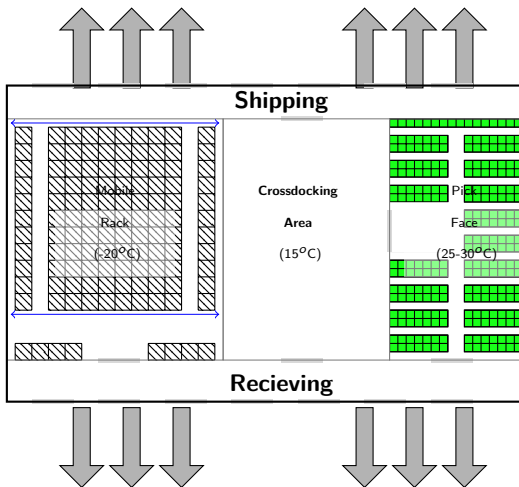 Shipping
Mobile
Rack
(-20°C)
Crossdocking
Area
(15°C)
Pick
Face
(25-30°C)
Recieving